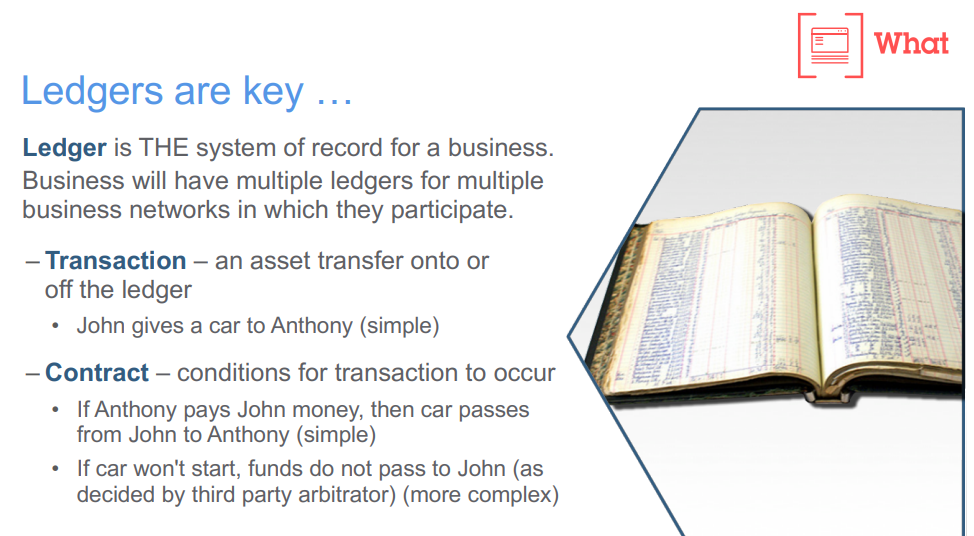 What
Ledgers are key …
Ledger is THE system of record for a business.
Business will have multiple ledgers for multiple
business networks in which they participate.
– Transaction – an asset transfer onto or
off the ledger
• John gives a car to Anthony (simple)
– Contract – conditions for transaction to occur
• If Anthony pays John money, then car passes
from John to Anthony (simple)
• If car won't start, funds do not pass to John (as
decided by third party arbitrator) (more complex)